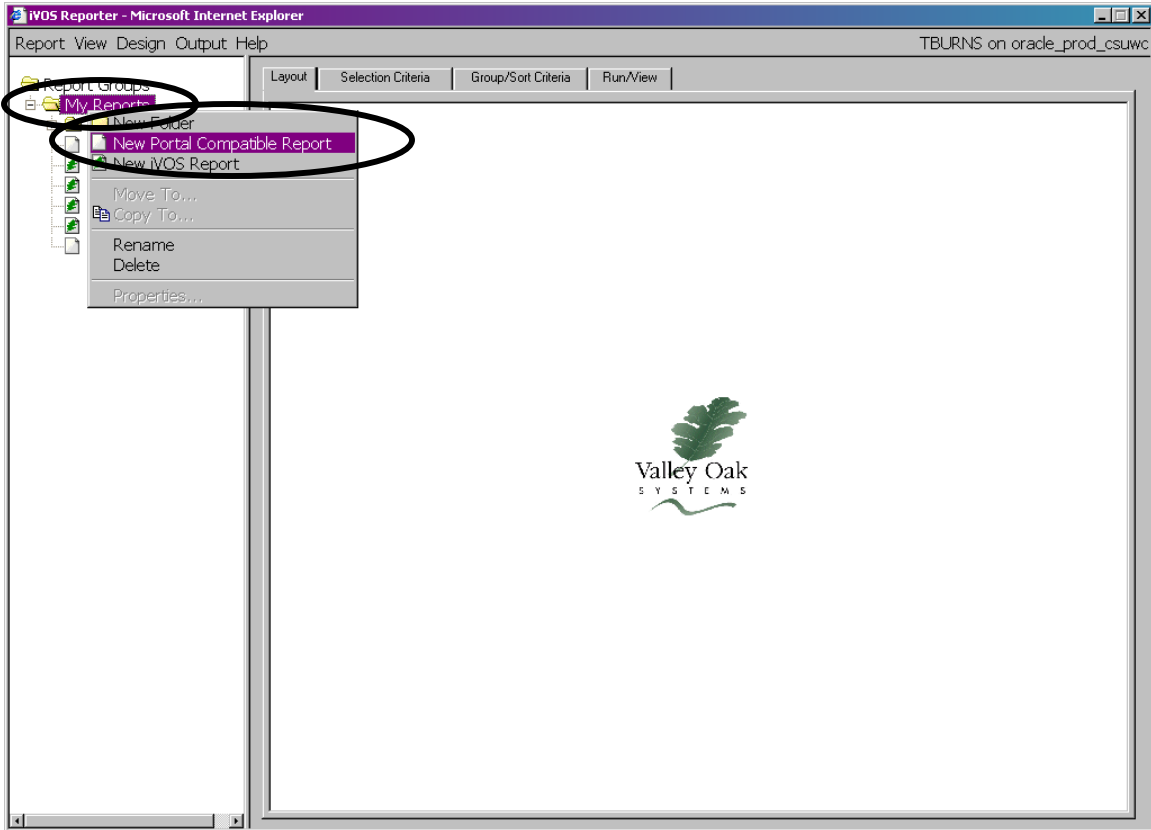 iVOS Reporter - Microsoft Internet Explorer
Report View Design Output Help TBURNS on oracle_prod_csuwc
Layout Selection Criteria Group/Sort Criteria Run/View
Report Groups
My Reports
New Folder
New Portal Compatible Report
New iVOS Report
Move To...
Copy To...
Rename
Delete
Properties...
Valley Oak
SYSTEMS